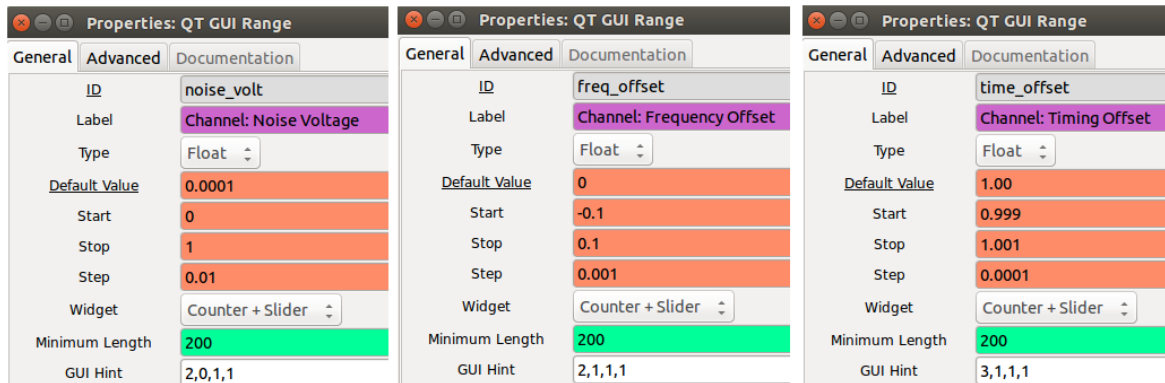 Properties: QT GUI Range
General Advanced Documentation
ID noise_volt
Label Channel: Noise Voltage
Type Float
Default Value 0.0001
Start 0
Stop 1
Step 0.01
Widget Counter + Slider
Minimum Length 200
GUI Hint 2,0,1,1
Properties: QT GUI Range
General Advanced Documentation
ID freq_offset
Label Channel: Frequency Offset
Type Float
Default Value 0
Start -0.1
Stop 0.1
Step 0.001
Widget Counter + Slider
Minimum Length 200
GUI Hint 2,1,1,1
Properties: QT GUI Range
General Advanced Documentation
ID time_offset
Label Channel: Timing Offset
Type Float
Default Value 1.00
Start 0.999
Stop 1.001
Step 0.0001
Widget Counter + Slider
Minimum Length 200
GUI Hint 3,1,1,1